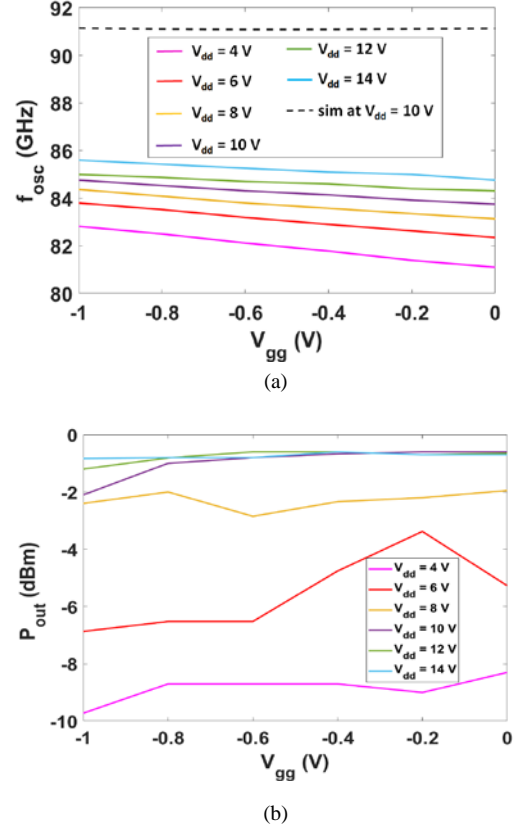 92
90
88
86
84
82
80
f_osc (GHz)
V_dd = 4 V
V_dd = 6 V
V_dd = 8 V
V_dd = 10 V
V_dd = 12 V
V_dd = 14 V
sim at V_dd = 10 V
-1 -0.8 -0.6 -0.4 -0.2 0
V_gg (V)
(a)
0
-2
-4
-6
-8
-10
P_out (dBm)
V_dd = 4 V
V_dd = 6 V
V_dd = 8 V
V_dd = 10 V
V_dd = 12 V
V_dd = 14 V
-1 -0.8 -0.6 -0.4 -0.2 0
V_gg (V)
(b)